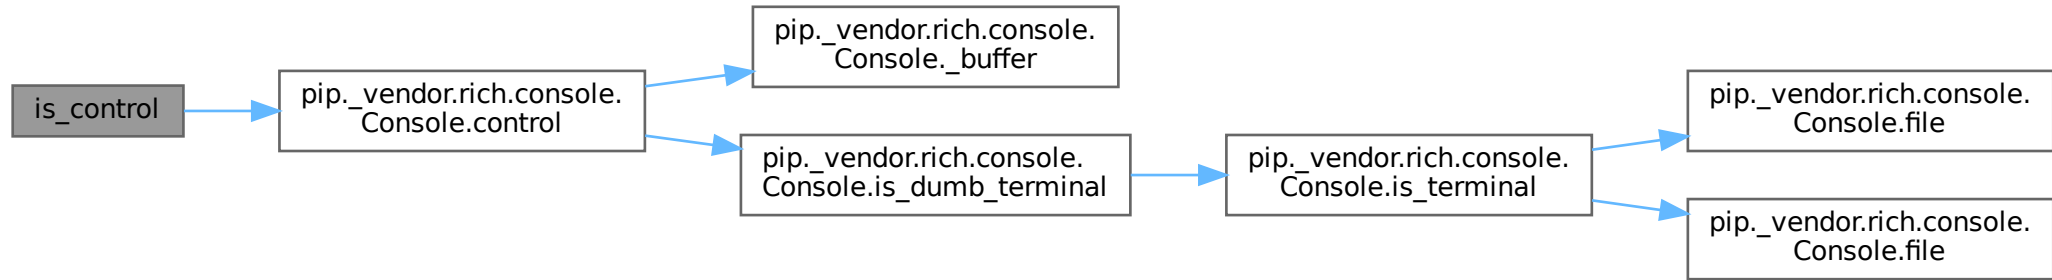 is_control
pip._vendor.rich.console.
Console.control
pip._vendor.rich.console.
Console._buffer
pip._vendor.rich.console.
Console.is_dumb_terminal
pip._vendor.rich.console.
Console.is_terminal
pip._vendor.rich.console.
Console.file
pip._vendor.rich.console.
Console.file